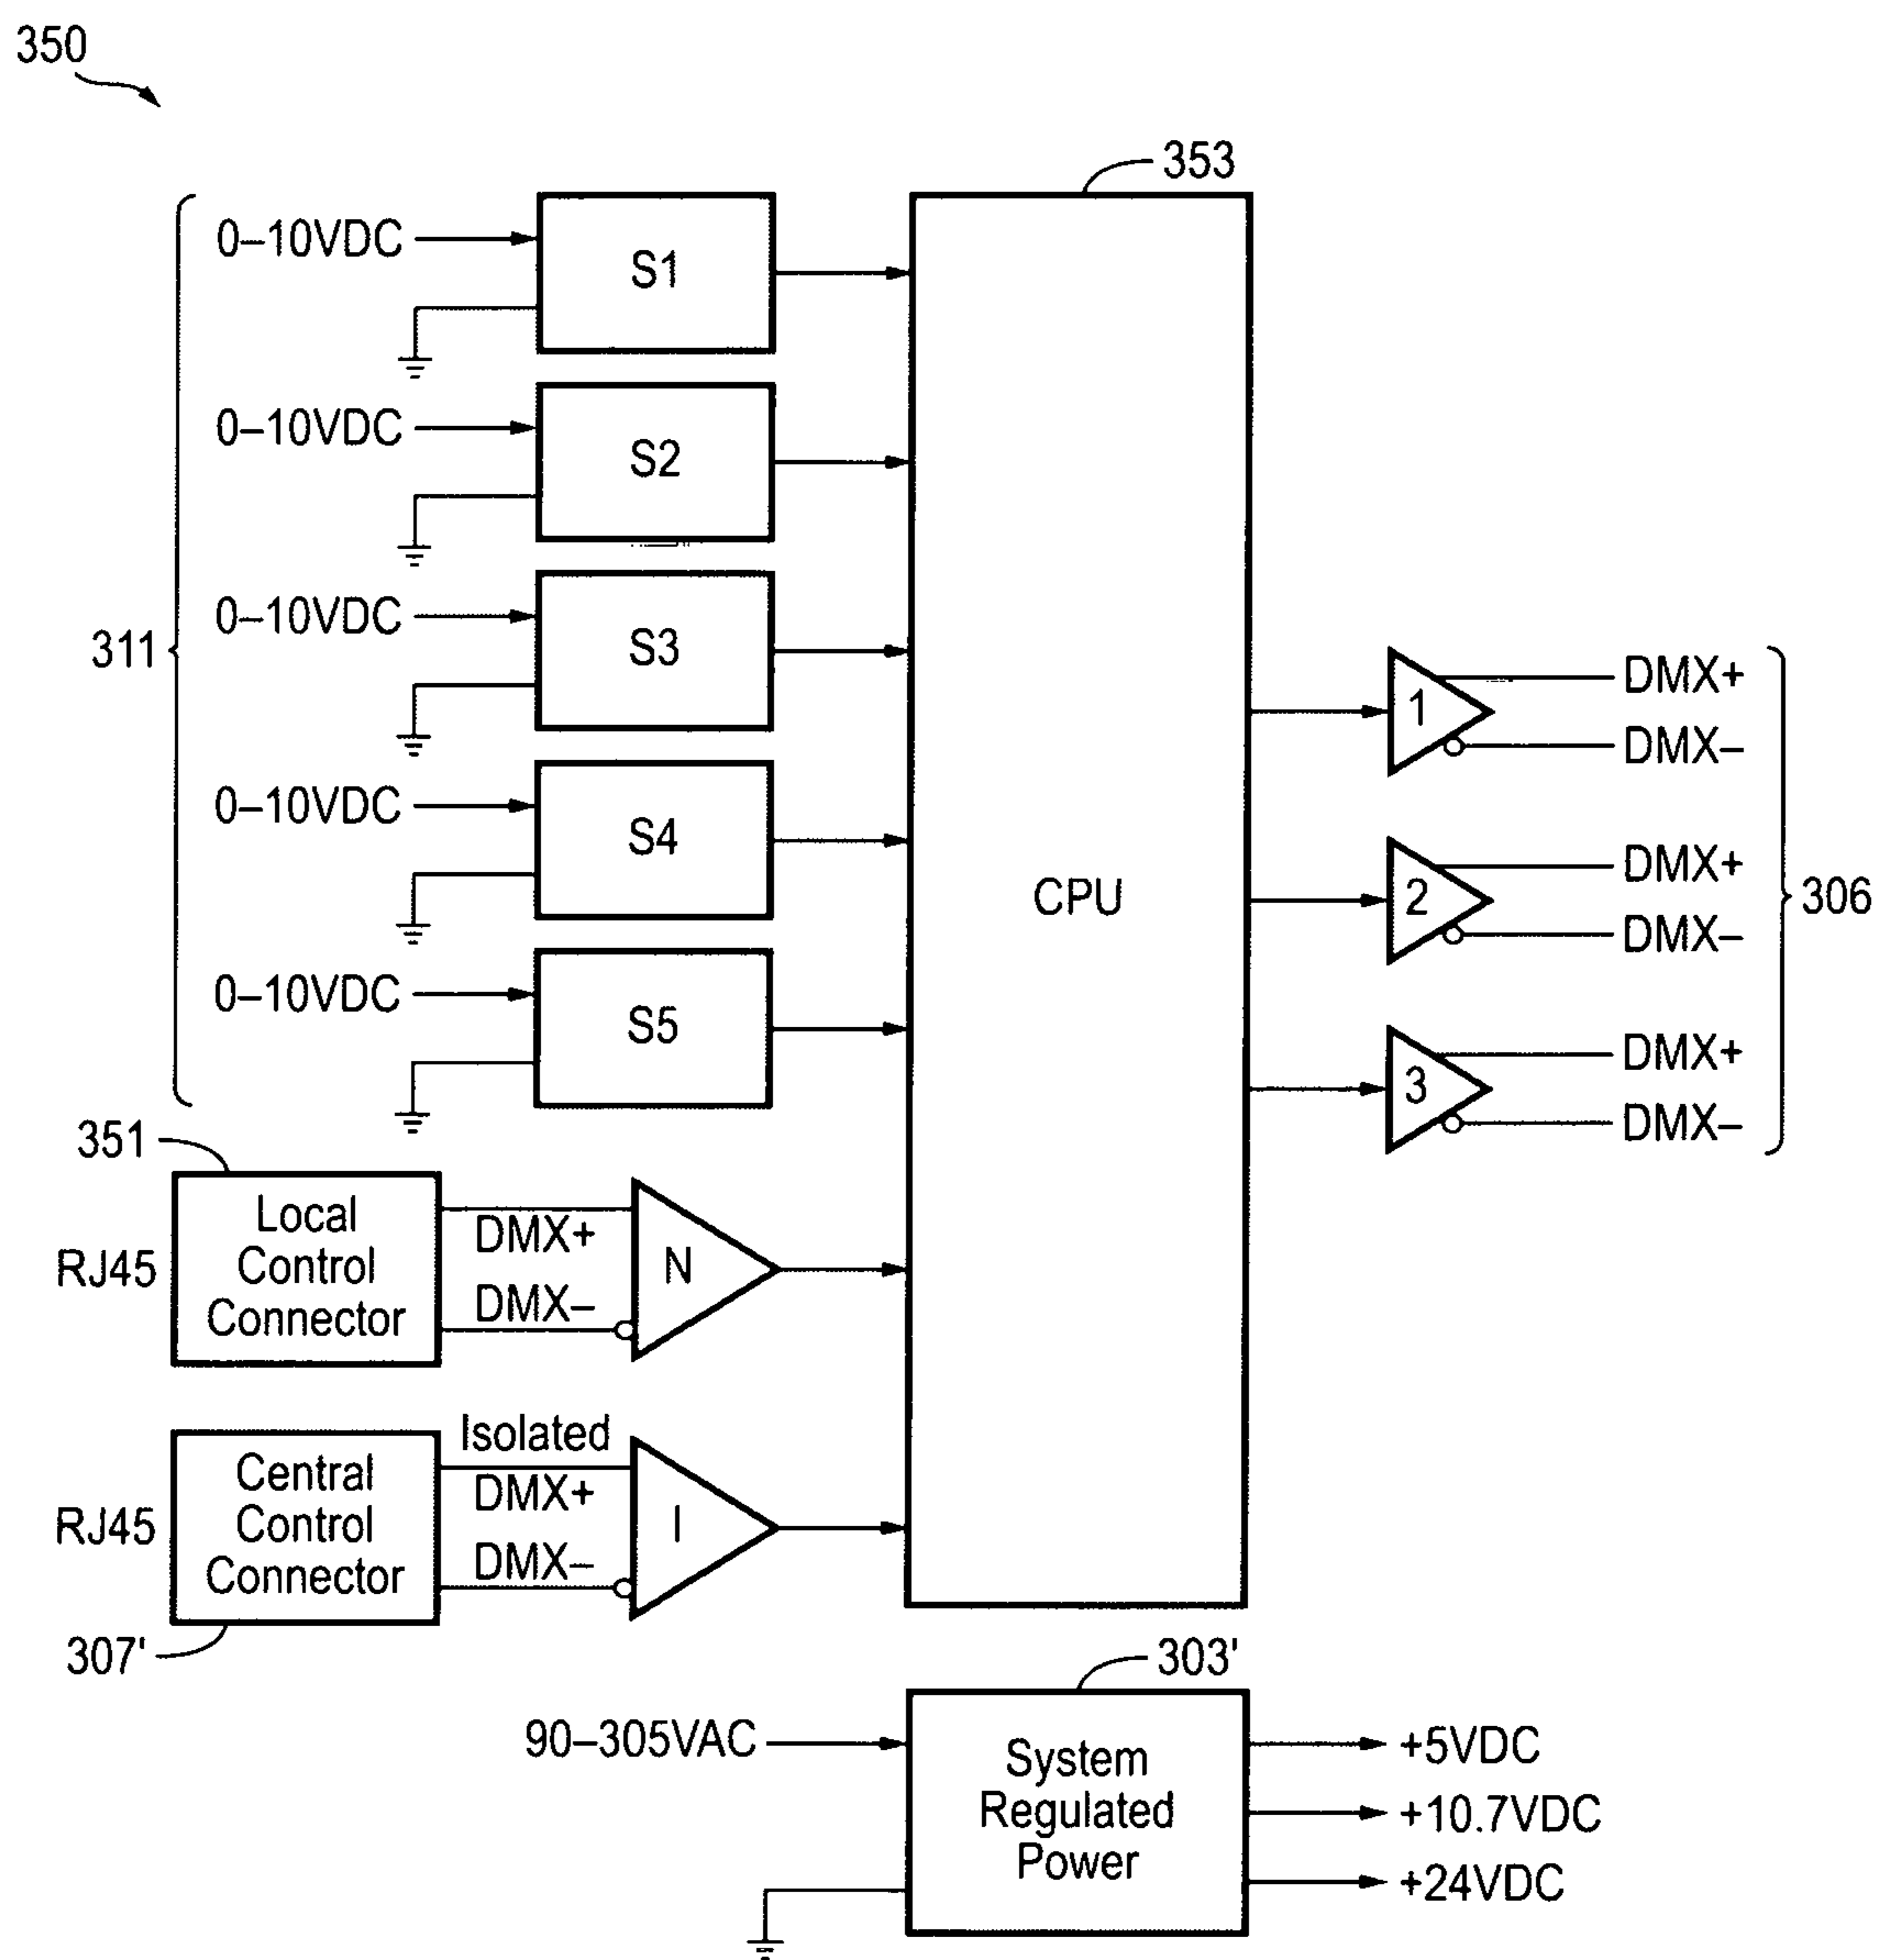 350
353
311
0–10VDC
S1
0–10VDC
S2
0–10VDC
S3
0–10VDC
S4
0–10VDC
S5
CPU
1
DMX+
DMX–
2
DMX+
DMX–
3
DMX+
DMX–
306
351
RJ45
Local
Control
Connector
DMX+
DMX–
N
RJ45
Central
Control
Connector
307'
Isolated
DMX+
DMX–
I
303'
90–305VAC
System
Regulated
Power
+5VDC
+10.7VDC
+24VDC